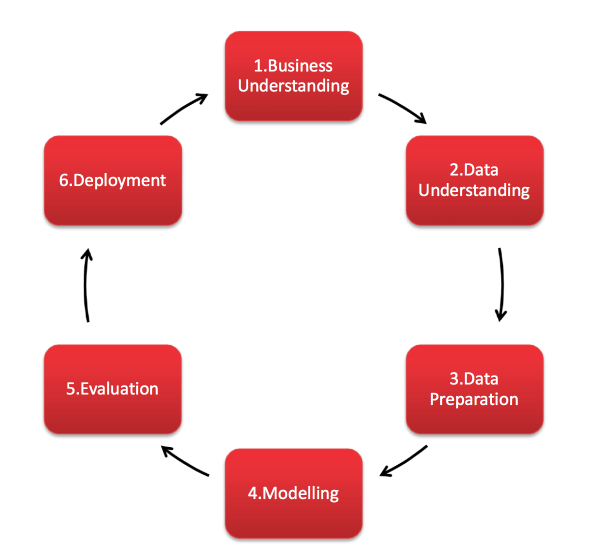 1.Business
Understanding
2.Data
Understanding
3.Data
Preparation
4.Modelling
5.Evaluation
6.Deployment